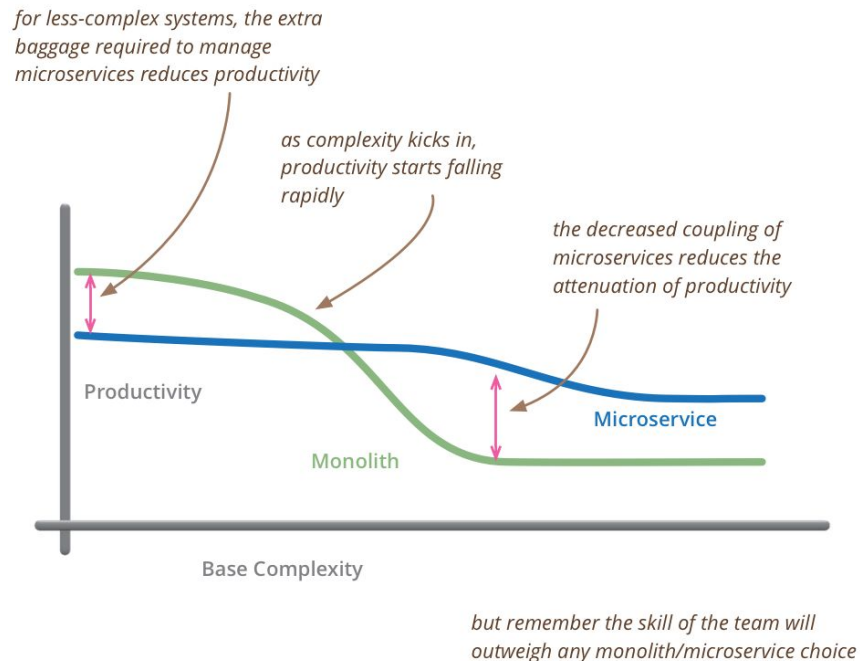 for less-complex systems, the extra
baggage required to manage
microservices reduces productivity
as complexity kicks in,
productivity starts falling
rapidly
the decreased coupling of
microservices reduces the
attenuation of productivity
Productivity
Microservice
Monolith
Base Complexity
but remember the skill of the team will
outweigh any monolith/microservice choice